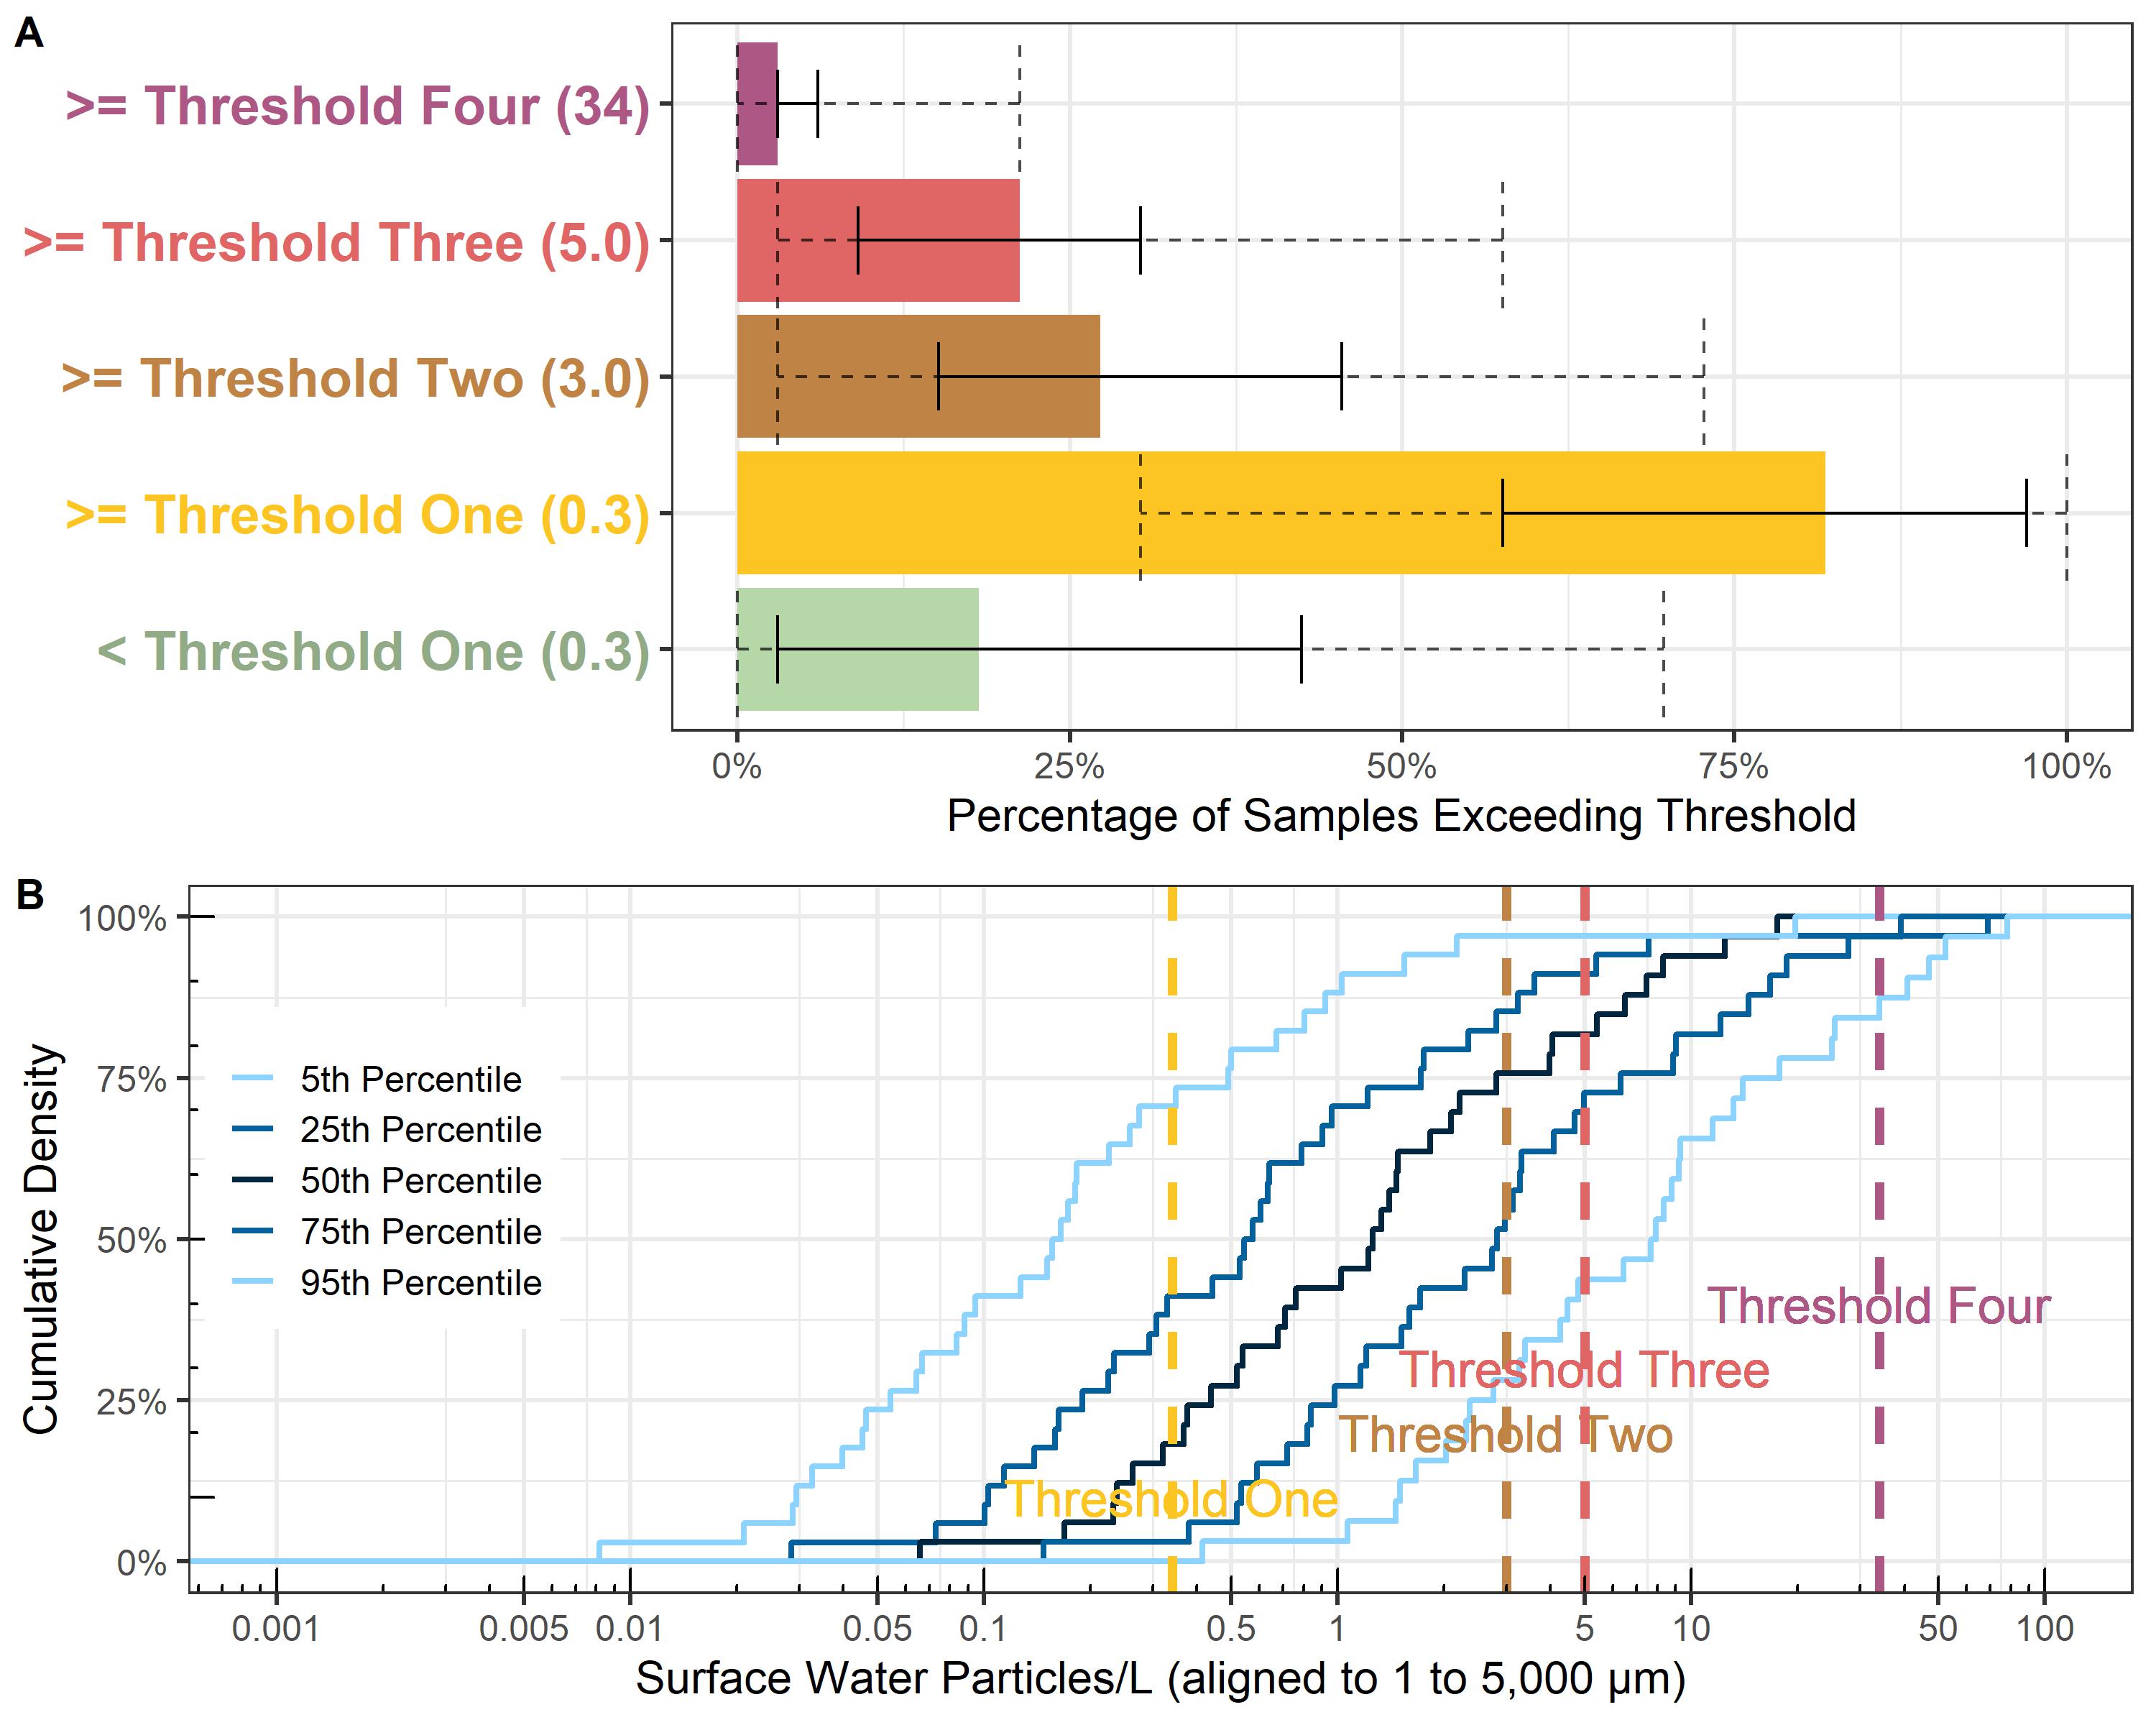 A
>= Threshold Four (34)
>= Threshold Three (5.0)
>= Threshold Two (3.0)
>= Threshold One (0.3)
< Threshold One (0.3)
0% 25% 50% 75% 100%
Percentage of Samples Exceeding Threshold
B
100%
75%
50%
25%
0%
Cumulative Density
5th Percentile
25th Percentile
50th Percentile
75th Percentile
95th Percentile
Threshold Four
Threshold Three
Threshold Two
Threshold One
0.001 0.005 0.01 0.05 0.1 0.5 1 5 10 50 100
Surface Water Particles/L (aligned to 1 to 5,000 µm)